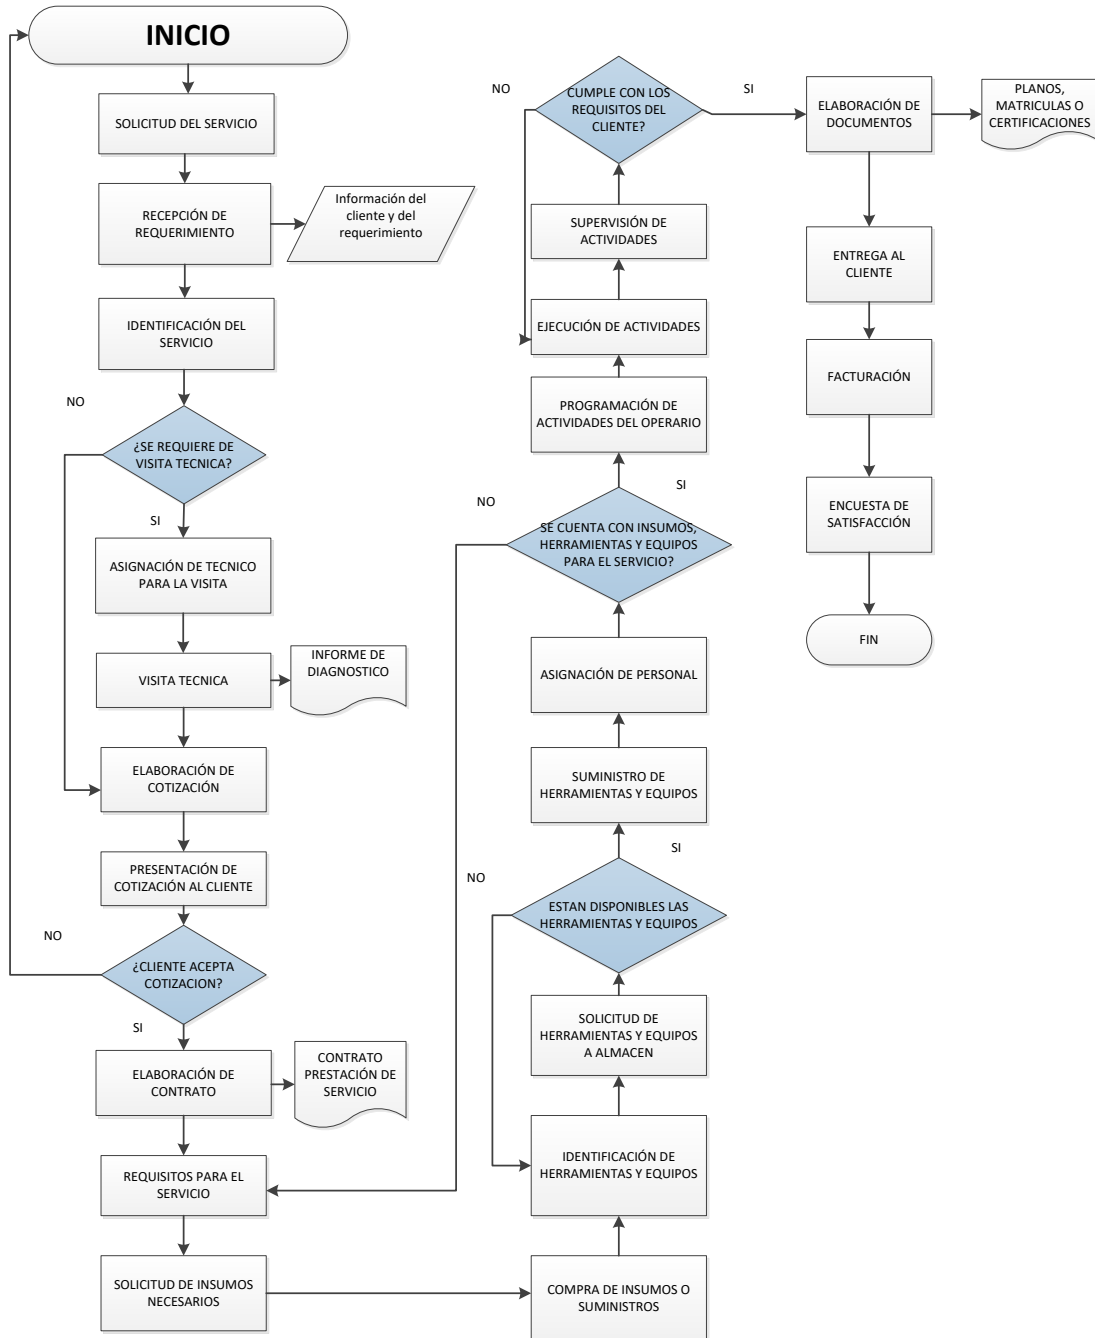 INICIO
SOLICITUD DEL SERVICIO
RECEPCIÓN DE
REQUERIMIENTO
Información del
cliente y del
requerimiento
IDENTIFICACIÓN DEL
SERVICIO
NO
¿SE REQUIERE DE
VISITA TECNICA?
SI
ASIGNACIÓN DE TECNICO
PARA LA VISITA
VISITA TECNICA
INFORME DE
DIAGNOSTICO
ELABORACIÓN DE
COTIZACIÓN
PRESENTACIÓN DE
COTIZACIÓN AL CLIENTE
NO
¿CLIENTE ACEPTA
COTIZACION?
SI
ELABORACIÓN DE
CONTRATO
CONTRATO
PRESTACIÓN DE
SERVICIO
REQUISITOS PARA EL
SERVICIO
SOLICITUD DE INSUMOS
NECESARIOS
COMPRA DE INSUMOS O
SUMINISTROS
IDENTIFICACIÓN DE
HERRAMIENTAS Y EQUIPOS
SOLICITUD DE
HERRAMIENTAS Y EQUIPOS
A ALMACEN
ESTAN DISPONIBLES LAS
HERRAMIENTAS Y EQUIPOS
NO
SI
SUMINISTRO DE
HERRAMIENTAS Y EQUIPOS
ASIGNACIÓN DE PERSONAL
SE CUENTA CON INSUMOS,
HERRAMIENTAS Y EQUIPOS
PARA EL SERVICIO?
NO
SI
PROGRAMACIÓN DE
ACTIVIDADES DEL OPERARIO
EJECUCIÓN DE ACTIVIDADES
SUPERVISIÓN DE
ACTIVIDADES
CUMPLE CON LOS
REQUISITOS DEL
CLIENTE?
NO
SI
ELABORACIÓN DE
DOCUMENTOS
PLANOS,
MATRICULAS O
CERTIFICACIONES
ENTREGA AL
CLIENTE
FACTURACIÓN
ENCUESTA DE
SATISFACCIÓN
FIN